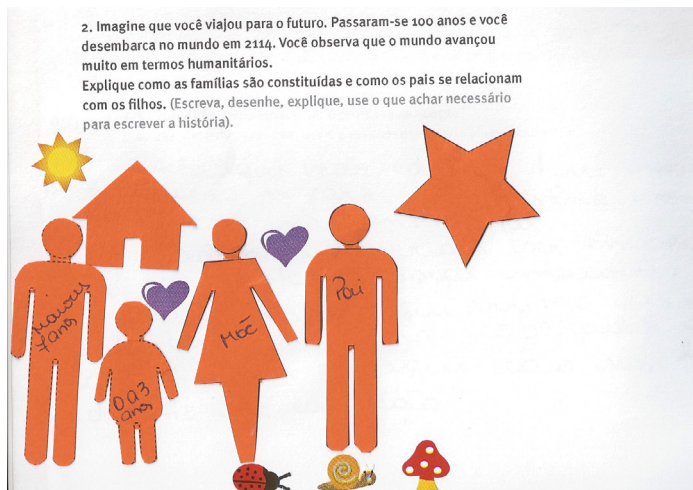 2. Imagine que você viajou para o futuro. Passaram-se 100 anos e você
desembarca no mundo em 2114. Você observa que o mundo avançou
muito em termos humanitários.
Explique como as famílias são constituídas e como os pais se relacionam
com os filhos. (Escreva, desenhe, explique, use o que achar necessário
para escrever a história).
7 anos
0 a 3
anos
Mãe
Pai